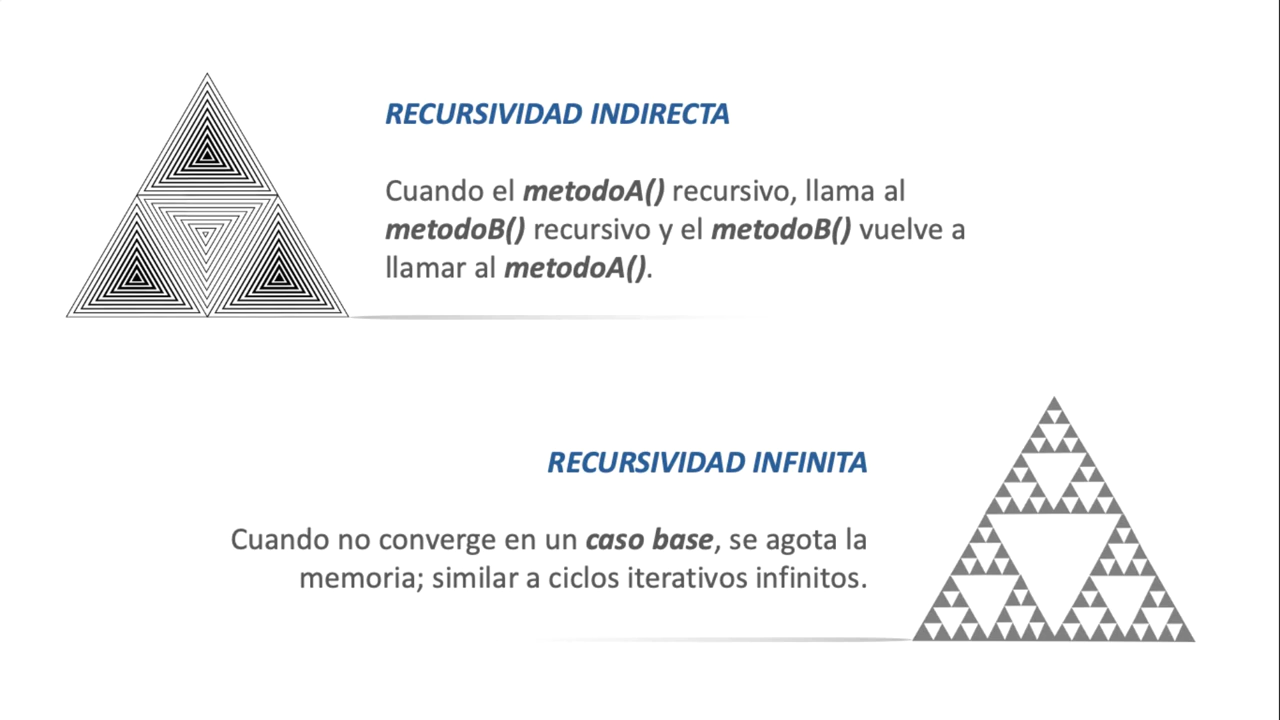 RECURSIVIDAD INDIRECTA
Cuando el metodoA() recursivo, llama al
metodoB() recursivo y el metodoB() vuelve a
llamar al metodoA().
RECURSIVIDAD INFINITA
Cuando no converge en un caso base, se agota la
memoria; similar a ciclos iterativos infinitos.